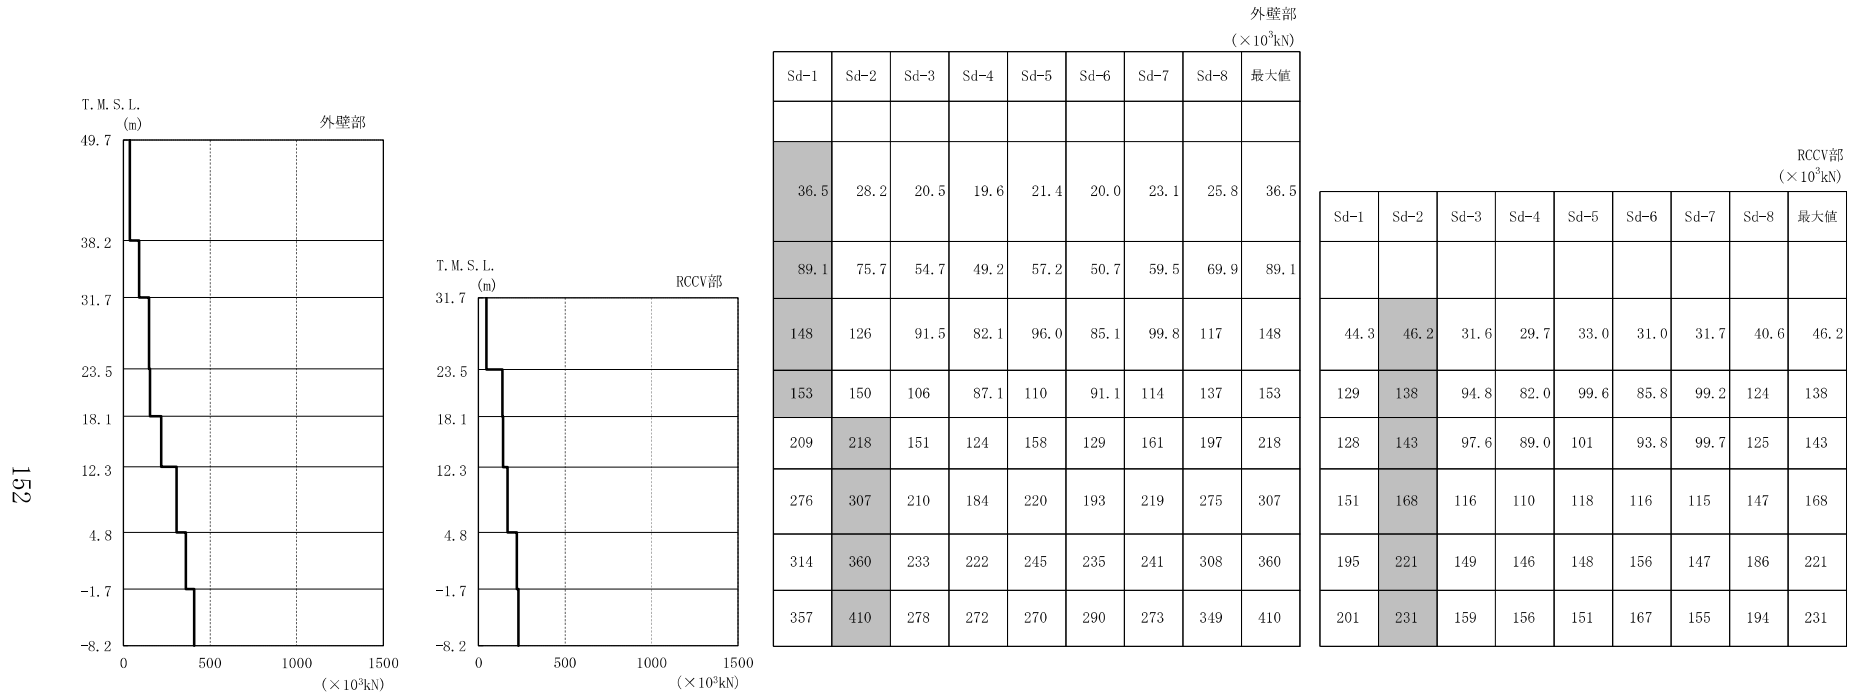 T.M.S.L.
(m)
外壁部
49.7
38.2
31.7
23.5
18.1
12.3
4.8
-1.7
-8.2
0 500 1000 1500
(×10³kN)
T.M.S.L.
(m)
RCCV部
31.7
23.5
18.1
12.3
4.8
-1.7
-8.2
0 500 1000 1500
(×10³kN)
外壁部
(×10³kN)
Sd-1 Sd-2 Sd-3 Sd-4 Sd-5 Sd-6 Sd-7 Sd-8 最大値
36.5 28.2 20.5 19.6 21.4 20.0 23.1 25.8 36.5
89.1 75.7 54.7 49.2 57.2 50.7 59.5 69.9 89.1
148 126 91.5 82.1 96.0 85.1 99.8 117 148
153 150 106 87.1 110 91.1 114 137 153
209 218 151 124 158 129 161 197 218
276 307 210 184 220 193 219 275 307
314 360 233 222 245 235 241 308 360
357 410 278 272 270 290 273 349 410
RCCV部
(×10³kN)
Sd-1 Sd-2 Sd-3 Sd-4 Sd-5 Sd-6 Sd-7 Sd-8 最大値
44.3 46.2 31.6 29.7 33.0 31.0 31.7 40.6 46.2
129 138 94.8 82.0 99.6 85.8 99.2 124 138
128 143 97.6 89.0 101 93.8 99.7 125 143
151 168 116 110 118 116 115 147 168
195 221 149 146 148 156 147 186 221
201 231 159 156 151 167 155 194 231
152